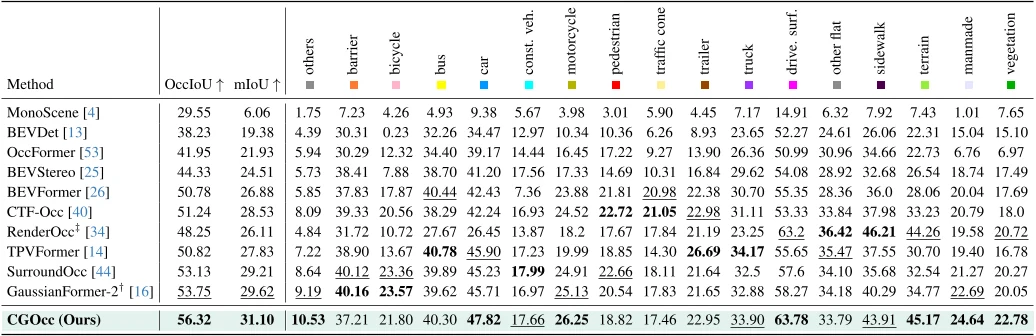 Method OccIoU ↑ mIoU ↑ others barrier bicycle bus car const. veh. motorcycle pedestrian traffic cone trailer truck drive. surf. other flat sidewalk terrain manmade vegetation
MonoScene [4] 29.55 6.06 1.75 7.23 4.26 4.93 9.38 5.67 3.98 3.01 5.90 4.45 7.17 14.91 6.32 7.92 7.43 1.01 7.65
BEVDet [13] 38.23 19.38 4.39 30.31 0.23 32.26 34.47 12.97 10.34 10.36 6.26 8.93 23.65 52.27 24.61 26.06 22.31 15.04 15.10
OccFormer [53] 41.95 21.93 5.94 30.29 12.32 34.40 39.17 14.44 16.45 17.22 9.27 13.90 26.36 50.99 30.96 34.66 22.73 6.76 6.97
BEVStereo [25] 44.33 24.51 5.73 38.41 7.88 38.70 41.20 17.56 17.33 14.69 10.31 16.84 29.62 54.08 28.92 32.68 26.54 18.74 17.49
BEVFormer [26] 50.78 26.88 5.85 37.83 17.87 40.44 42.43 7.36 23.88 21.81 20.98 22.38 30.70 55.35 28.36 36.0 28.06 20.04 17.69
CTF-Occ [40] 51.24 28.53 8.09 39.33 20.56 38.29 42.24 16.93 24.52 22.72 21.05 22.98 31.11 53.33 33.84 37.98 33.23 20.79 18.0
RenderOcc‡ [34] 48.25 26.11 4.84 31.72 10.72 27.67 26.45 13.87 18.2 17.67 17.84 21.19 23.25 63.2 36.42 46.21 44.26 19.58 20.72
TPVFormer [14] 50.82 27.83 7.22 38.90 13.67 40.78 45.90 17.23 19.99 18.85 14.30 26.69 34.17 55.65 35.47 37.55 30.70 19.40 16.78
SurroundOcc [44] 53.13 29.21 8.64 40.12 23.36 39.89 45.23 17.99 24.91 22.66 18.11 21.64 32.5 57.6 34.10 35.68 32.54 21.27 20.27
GaussianFormer-2† [16] 53.75 29.62 9.19 40.16 23.57 39.62 45.71 16.97 25.13 20.54 17.83 21.65 32.88 58.27 34.18 40.29 34.77 22.69 20.05
CGOcc (Ours) 56.32 31.10 10.53 37.21 21.80 40.30 47.82 17.66 26.25 18.82 17.46 22.95 33.90 63.78 33.79 43.91 45.17 24.64 22.78